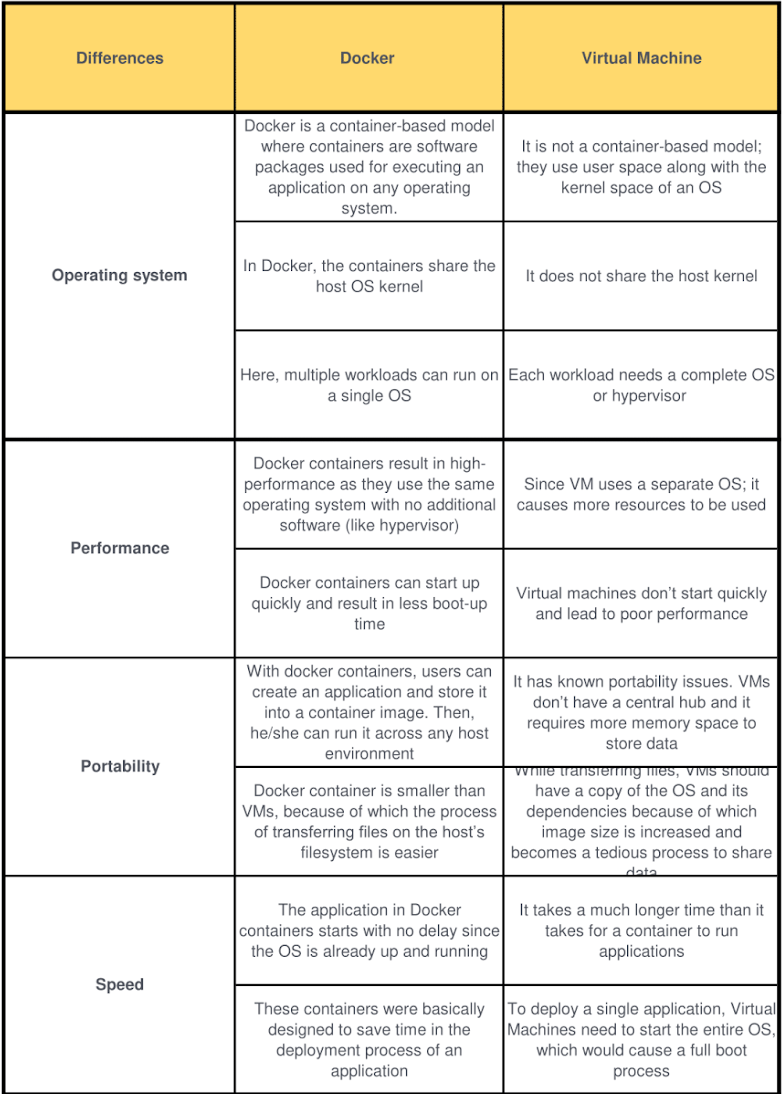 Differences
Docker
Virtual Machine
Operating system
Docker is a container-based model
where containers are software
packages used for executing an
application on any operating
system.
It is not a container-based model;
they use user space along with the
kernel space of an OS
In Docker, the containers share the
host OS kernel
It does not share the host kernel
Here, multiple workloads can run on
a single OS
Each workload needs a complete OS
or hypervisor
Performance
Docker containers result in high-
performance as they use the same
operating system with no additional
software (like hypervisor)
Since VM uses a separate OS; it
causes more resources to be used
Docker containers can start up
quickly and result in less boot-up
time
Virtual machines don’t start quickly
and lead to poor performance
Portability
With docker containers, users can
create an application and store it
into a container image. Then,
he/she can run it across any host
environment
It has known portability issues. VMs
don’t have a central hub and it
requires more memory space to
store data
Docker container is smaller than
VMs, because of which the process
of transferring files on the host’s
filesystem is easier
While transferring files, VMs should
have a copy of the OS and its
dependencies because of which
image size is increased and
becomes a tedious process to share
data
Speed
The application in Docker
containers starts with no delay since
the OS is already up and running
It takes a much longer time than it
takes for a container to run
applications
These containers were basically
designed to save time in the
deployment process of an
application
To deploy a single application, Virtual
Machines need to start the entire OS,
which would cause a full boot
process